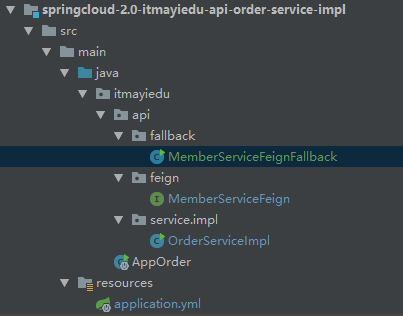 springcloud-2.0-itmayiedu-api-order-service-impl
src
main
java
itmayiedu
api
fallback
MemberServiceFeignFallback
feign
MemberServiceFeign
service.impl
OrderServiceImpl
AppOrder
resources
application.yml